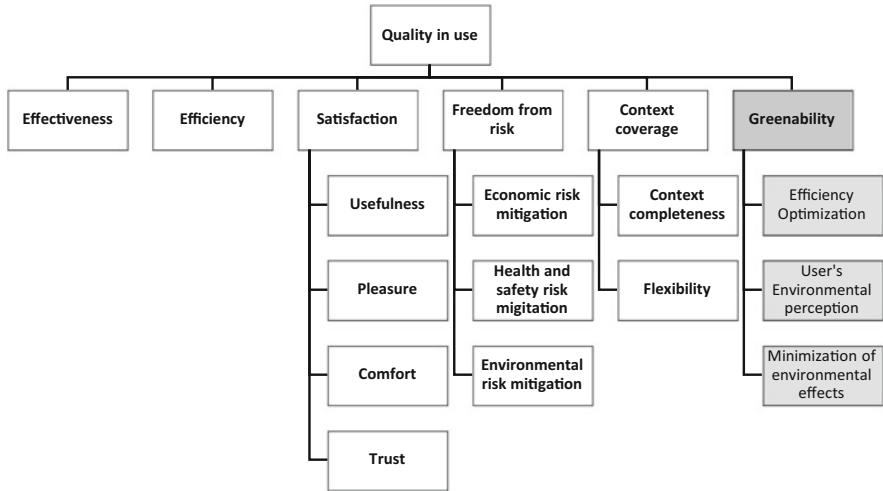 Quality in use
Effectiveness
Efficiency
Satisfaction
Freedom from
risk
Context
coverage
Greenability
Usefulness
Pleasure
Comfort
Trust
Economic risk
mitigation
Health and
safety risk
migitation
Environmental
risk mitigation
Context
completeness
Flexibility
Efficiency
Optimization
User's
Environmental
perception
Minimization of
environmental
effects